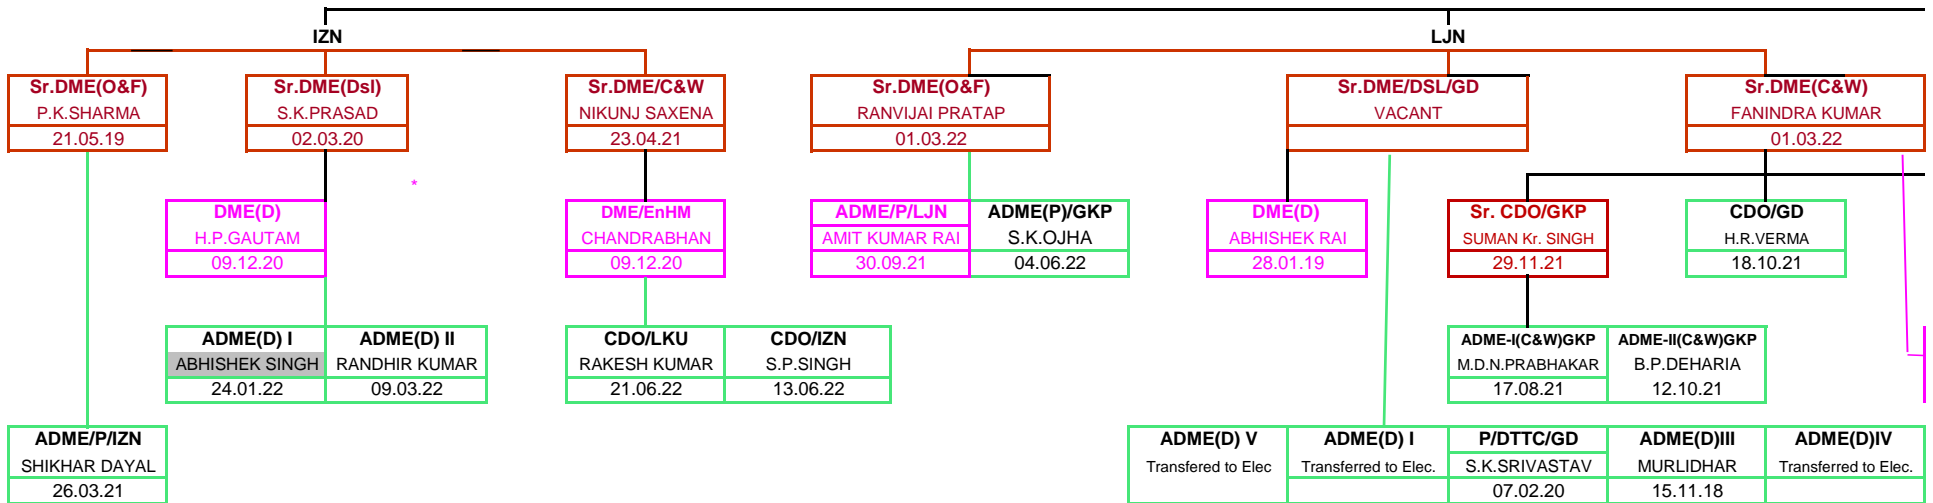 IZN
LJN
Sr.DME(O&F)
P.K.SHARMA
21.05.19
Sr.DME(Dsl)
S.K.PRASAD
02.03.20
Sr.DME/C&W
NIKUNJ SAXENA
23.04.21
Sr.DME(O&F)
RANVIJAI PRATAP
01.03.22
Sr.DME/DSL/GD
VACANT
Sr.DME(C&W)
FANINDRA KUMAR
01.03.22
*
DME(D)
H.P.GAUTAM
09.12.20
DME/EnHM
CHANDRABHAN
09.12.20
ADME/P/LJN
AMIT KUMAR RAI
30.09.21
ADME(P)/GKP
S.K.OJHA
04.06.22
DME(D)
ABHISHEK RAI
28.01.19
Sr. CDO/GKP
SUMAN Kr. SINGH
29.11.21
CDO/GD
H.R.VERMA
18.10.21
ADME(D) I
ABHISHEK SINGH
24.01.22
ADME(D) II
RANDHIR KUMAR
09.03.22
CDO/LKU
RAKESH KUMAR
21.06.22
CDO/IZN
S.P.SINGH
13.06.22
ADME-I(C&W)GKP
M.D.N.PRABHAKAR
17.08.21
ADME-II(C&W)GKP
B.P.DEHARIA
12.10.21
ADME/P/IZN
SHIKHAR DAYAL
26.03.21
ADME(D) V
Transfered to Elec
ADME(D) I
Transferred to Elec.
P/DTTC/GD
S.K.SRIVASTAV
07.02.20
ADME(D)III
MURLIDHAR
15.11.18
ADME(D)IV
Transferred to Elec.